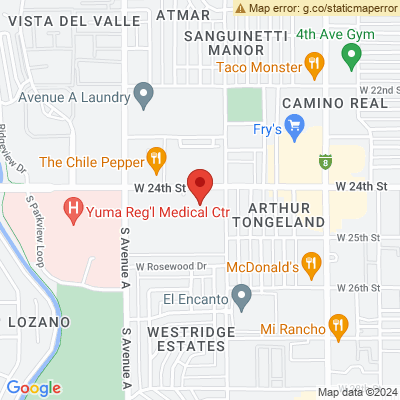 Map error: g.co/staticmaperror
VISTA DEL VALLE
ATMAR
SANGUINETTI
MANOR
4th Ave Gym
Taco Monster
W 22nd S
Avenue A Laundry
CAMINO REAL
Fry's
Ridgeview Dr
The Chile Pepper
8
W 24th St
W 24th St
S Parkview Loop
H
Yuma Reg'l Medical Ctr
ARTHUR
TONGELAND
S Avenue A
W 25th St
W Rosewood Dr
McDonald's
W 26th St
El Encanto
LOZANO
WESTRIDGE
ESTATES
Mi Rancho
S Avenue A
Google
W 28th Pl
Map data ©2024